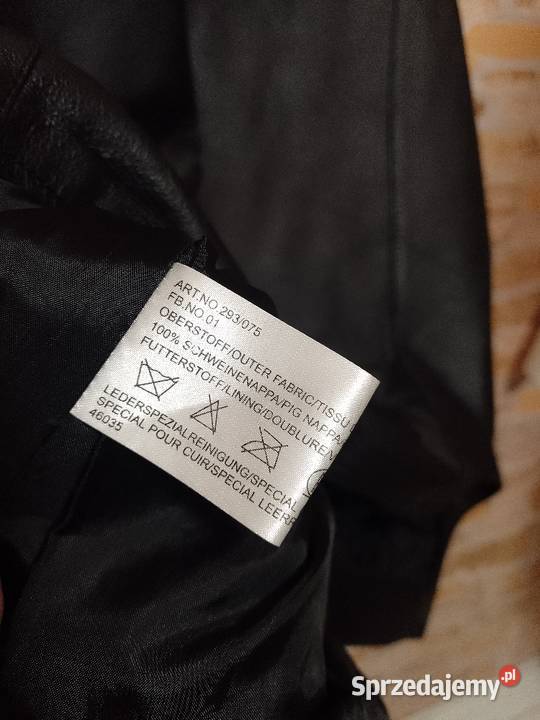 ART.NO.293/075
FB.NO.01
OBERSTOFF/OUTER FABRIC/TISSU
100% SCHWEINENAPPA/PIG NAPPA/
FUTTERSTOFF/LINING/DOUBLURE/
LEDERSPEZIALREINIGUNG/SPECIAL
SPECIAL POUR CUIR/SPECIAL LEER
46035
Sprzedajemy.pl